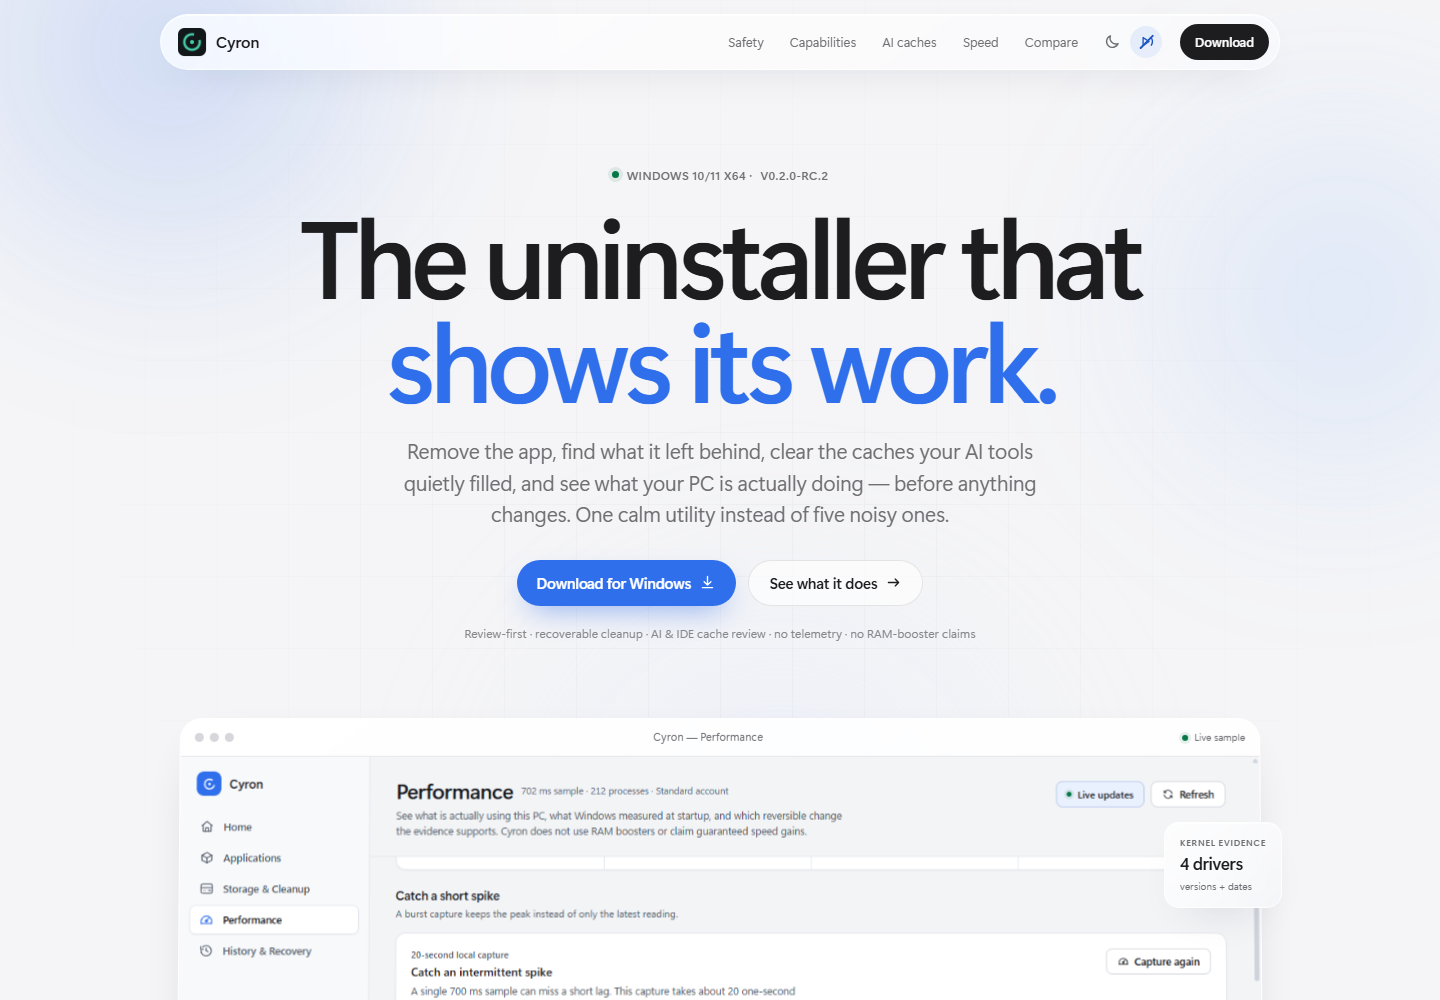 Cyron
Safety
Capabilities
AI caches
Speed
Compare
Download
WINDOWS 10/11 X64 · V0.2.0-RC.2
The uninstaller that
shows its work.
Remove the app, find what it left behind, clear the caches your AI tools
quietly filled, and see what your PC is actually doing — before anything
changes. One calm utility instead of five noisy ones.
Download for Windows
See what it does
Review-first · recoverable cleanup · AI & IDE cache review · no telemetry · no RAM-booster claims
Cyron — Performance
Live sample
Cyron
Home
Applications
Storage & Cleanup
Performance
History & Recovery
Performance 702 ms sample · 212 processes · Standard account
Live updates
Refresh
See what is actually using this PC, what Windows measured at startup, and which reversible change
the evidence supports. Cyron does not use RAM boosters or claim guaranteed speed gains.
KERNEL EVIDENCE
4 drivers
versions + dates
Catch a short spike
A burst capture keeps the peak instead of only the latest reading.
20-second local capture
Catch an intermittent spike
Capture again
A single 700 ms sample can miss a short lag. This capture takes about 20 one-second